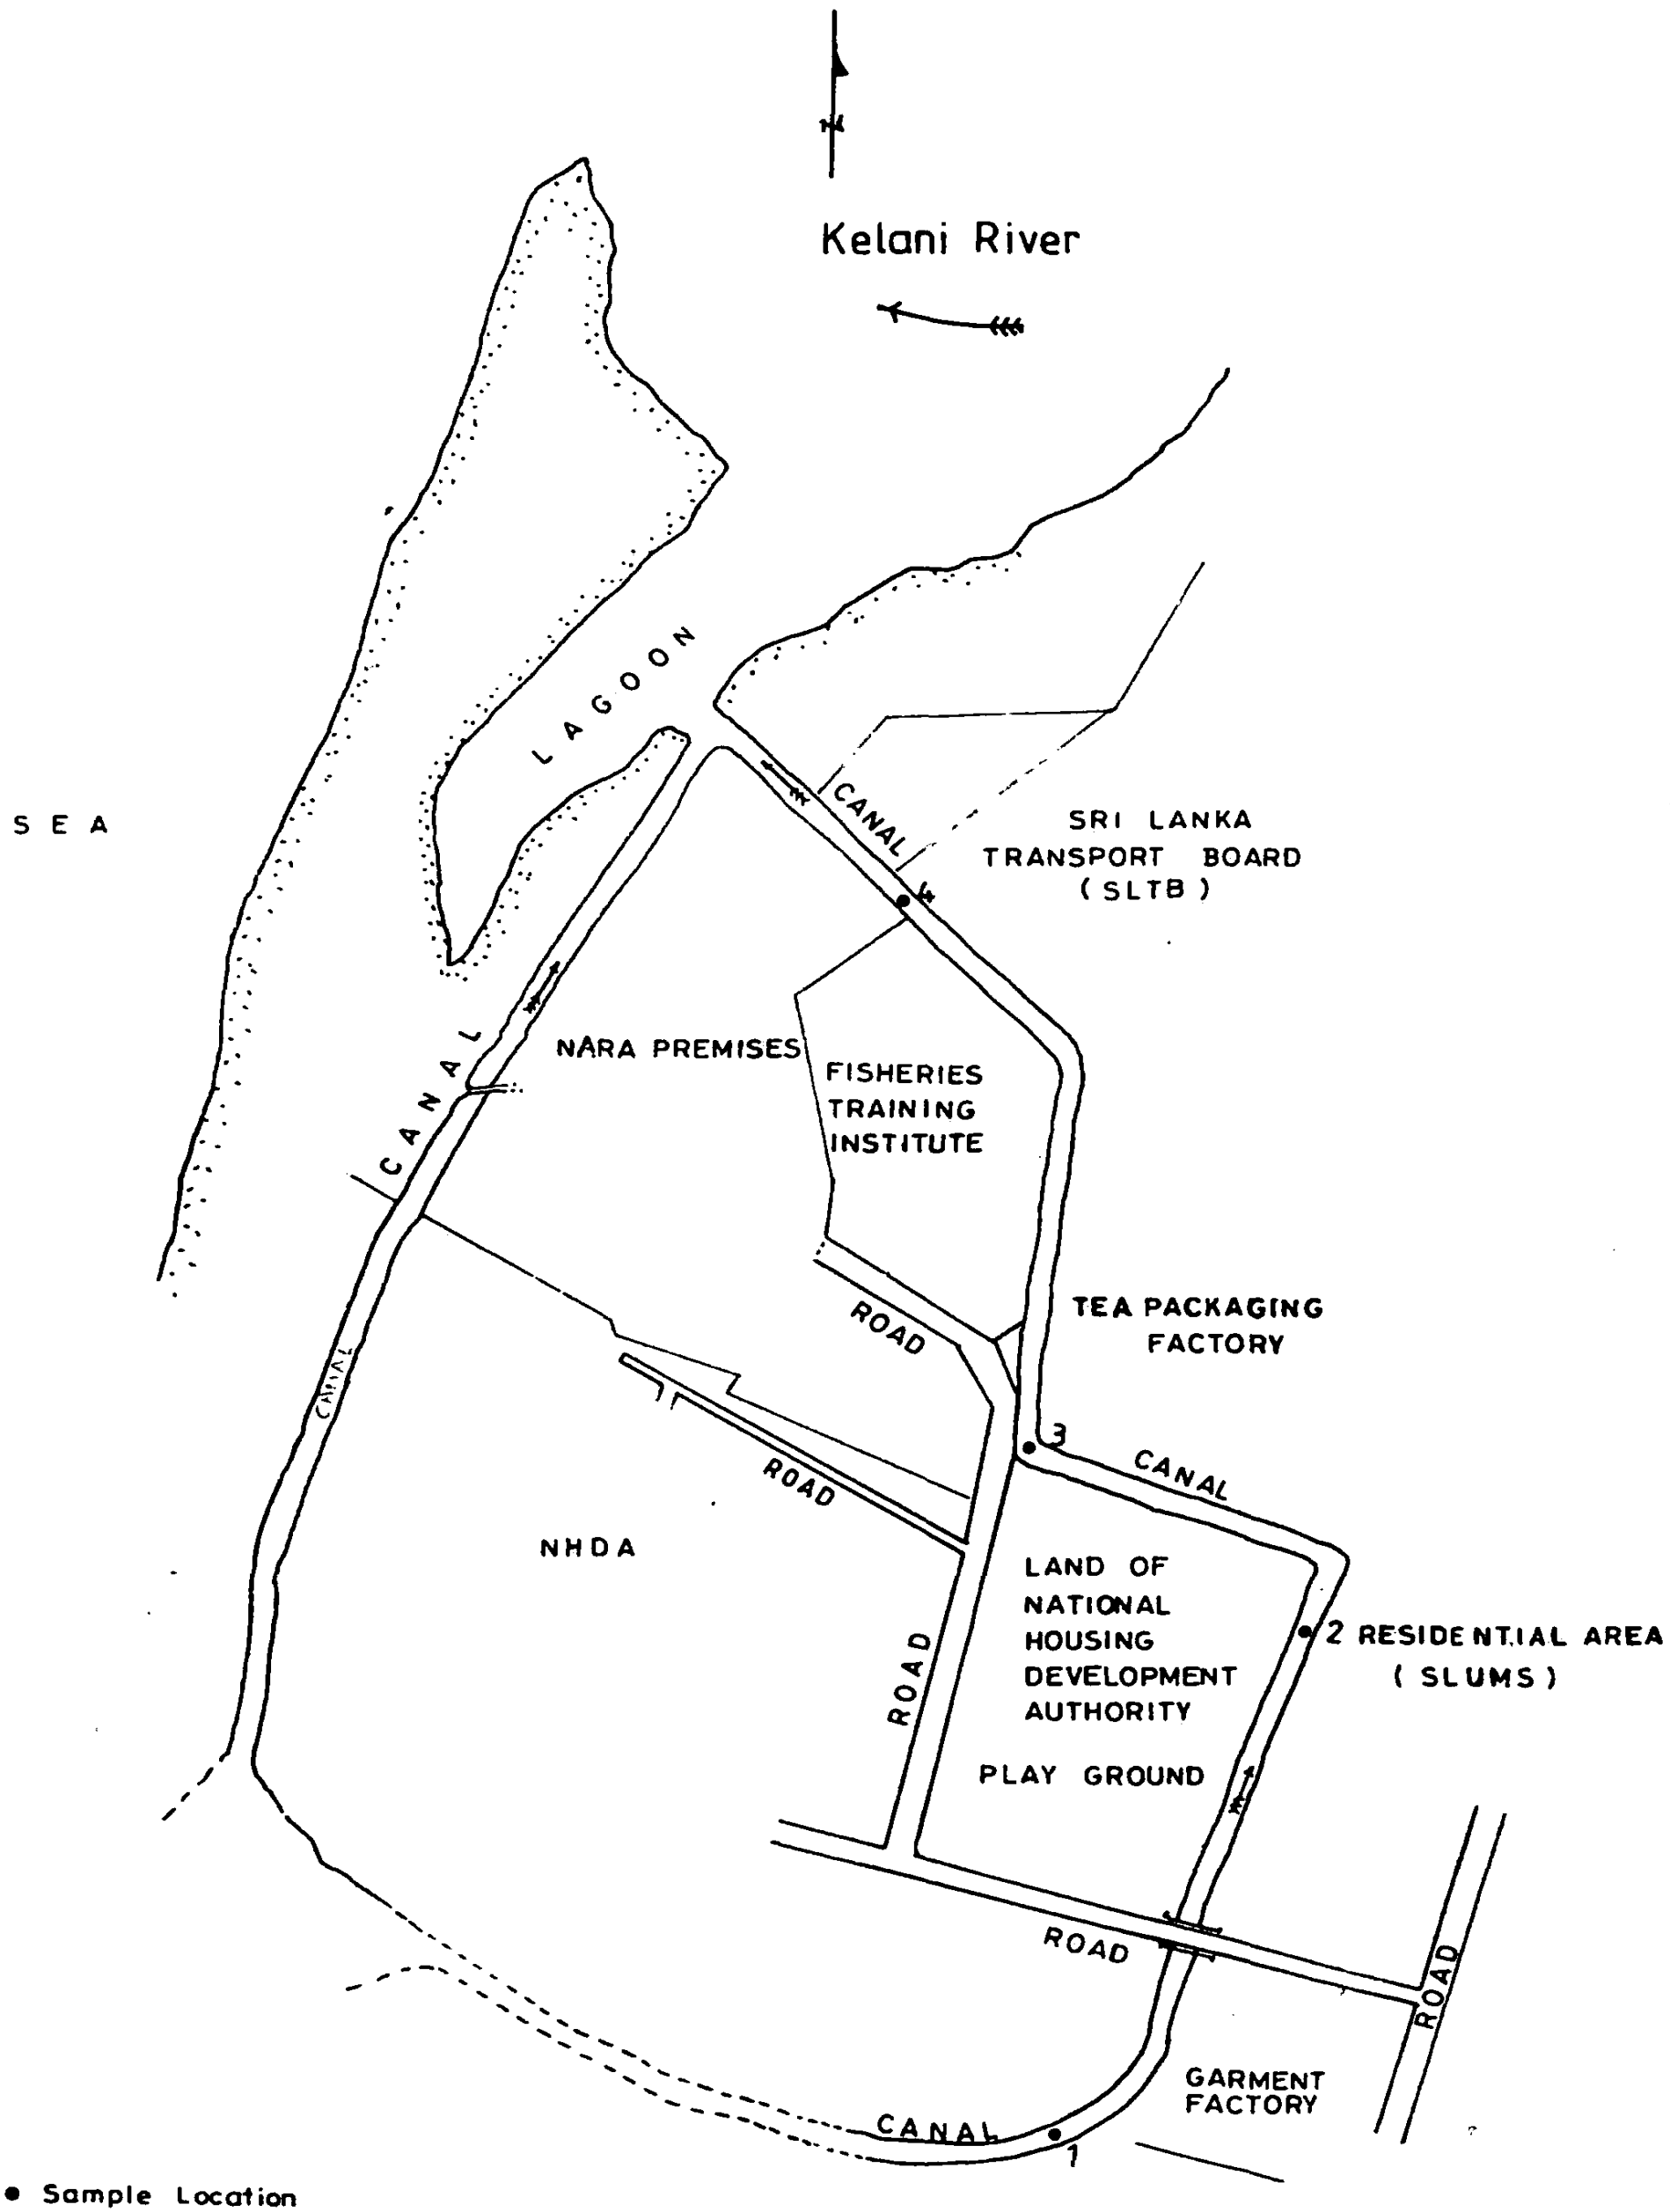 N
Kelani River
LAGOON
SEA
CANAL
SRI LANKA
TRANSPORT BOARD
( SLTB )
4
CANAL
NARA PREMISES
FISHERIES
TRAINING
INSTITUTE
ROAD
TEA PACKAGING
FACTORY
CANAL
3
CANAL
ROAD
NHDA
LAND OF
NATIONAL
HOUSING
DEVELOPMENT
AUTHORITY
2 RESIDENTIAL AREA
( SLUMS )
ROAD
PLAY GROUND
ROAD
ROAD
GARMENT
FACTORY
CANAL
1
● Sample Location